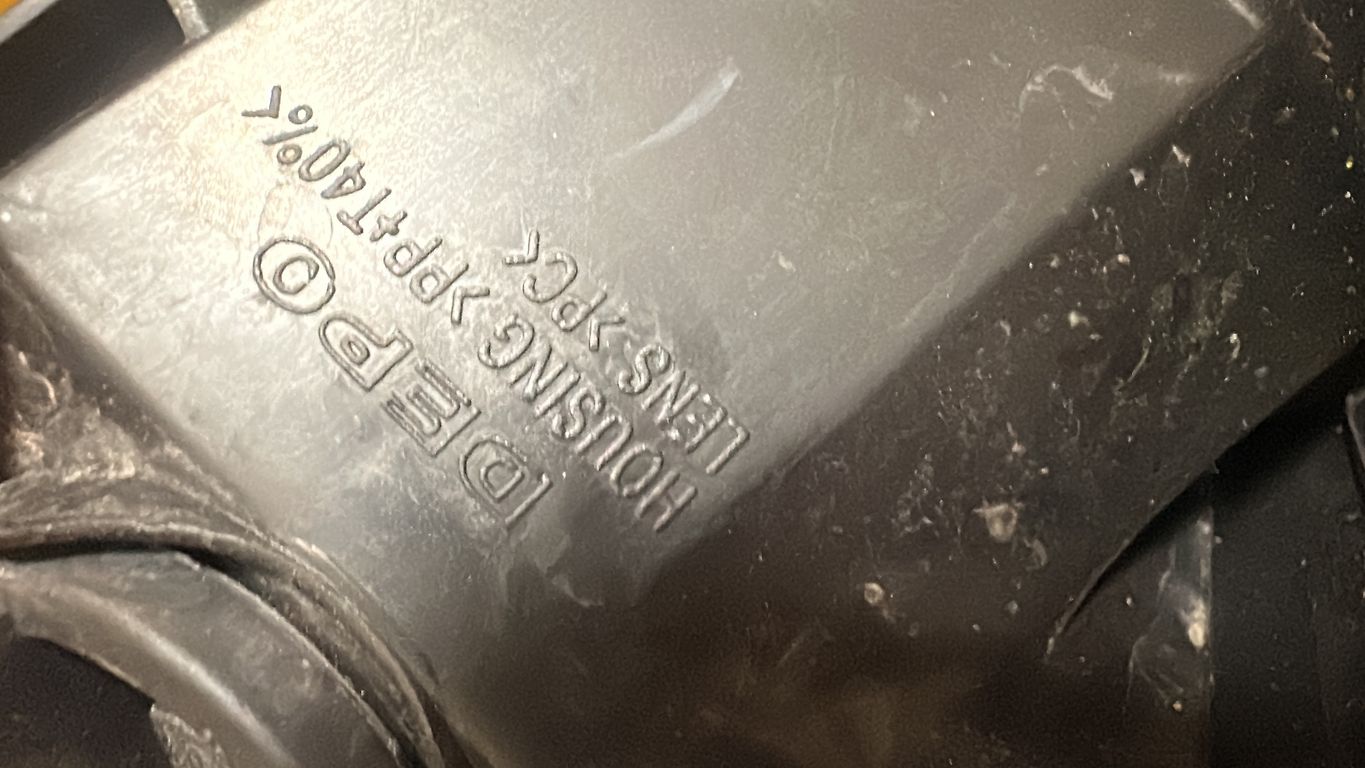 DEPO
HOUSING >PP+T40%<
LENS >PC<